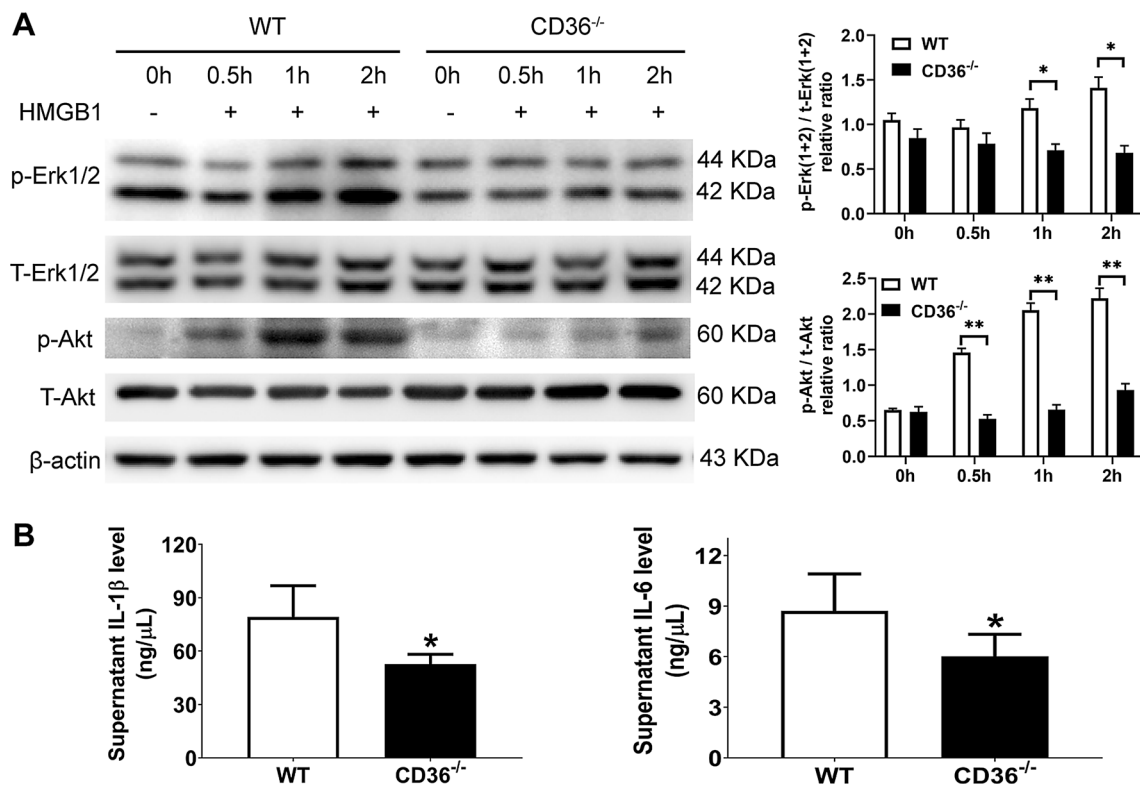 A
WT CD36-/-
0h 0.5h 1h 2h 0h 0.5h 1h 2h
HMGB1 - + + + - + + +
p-Erk1/2 44 KDa
42 KDa
T-Erk1/2 44 KDa
42 KDa
p-Akt 60 KDa
T-Akt 60 KDa
β-actin 43 KDa
p-Erk(1+2) / t-Erk(1+2)
relative ratio
2.0
1.5
1.0
0.5
0.0
WT
CD36-/-
* *
0h 0.5h 1h 2h
p-Akt / t-Akt
relative ratio
2.5
2.0
1.5
1.0
0.5
0.0
WT
CD36-/-
** ** **
0h 0.5h 1h 2h
B
Supernatant IL-1β level
(ng/μL)
120
90
60
30
0
*
WT CD36-/-
Supernatant IL-6 level
(ng/μL)
12
9
6
3
0
*
WT CD36-/-